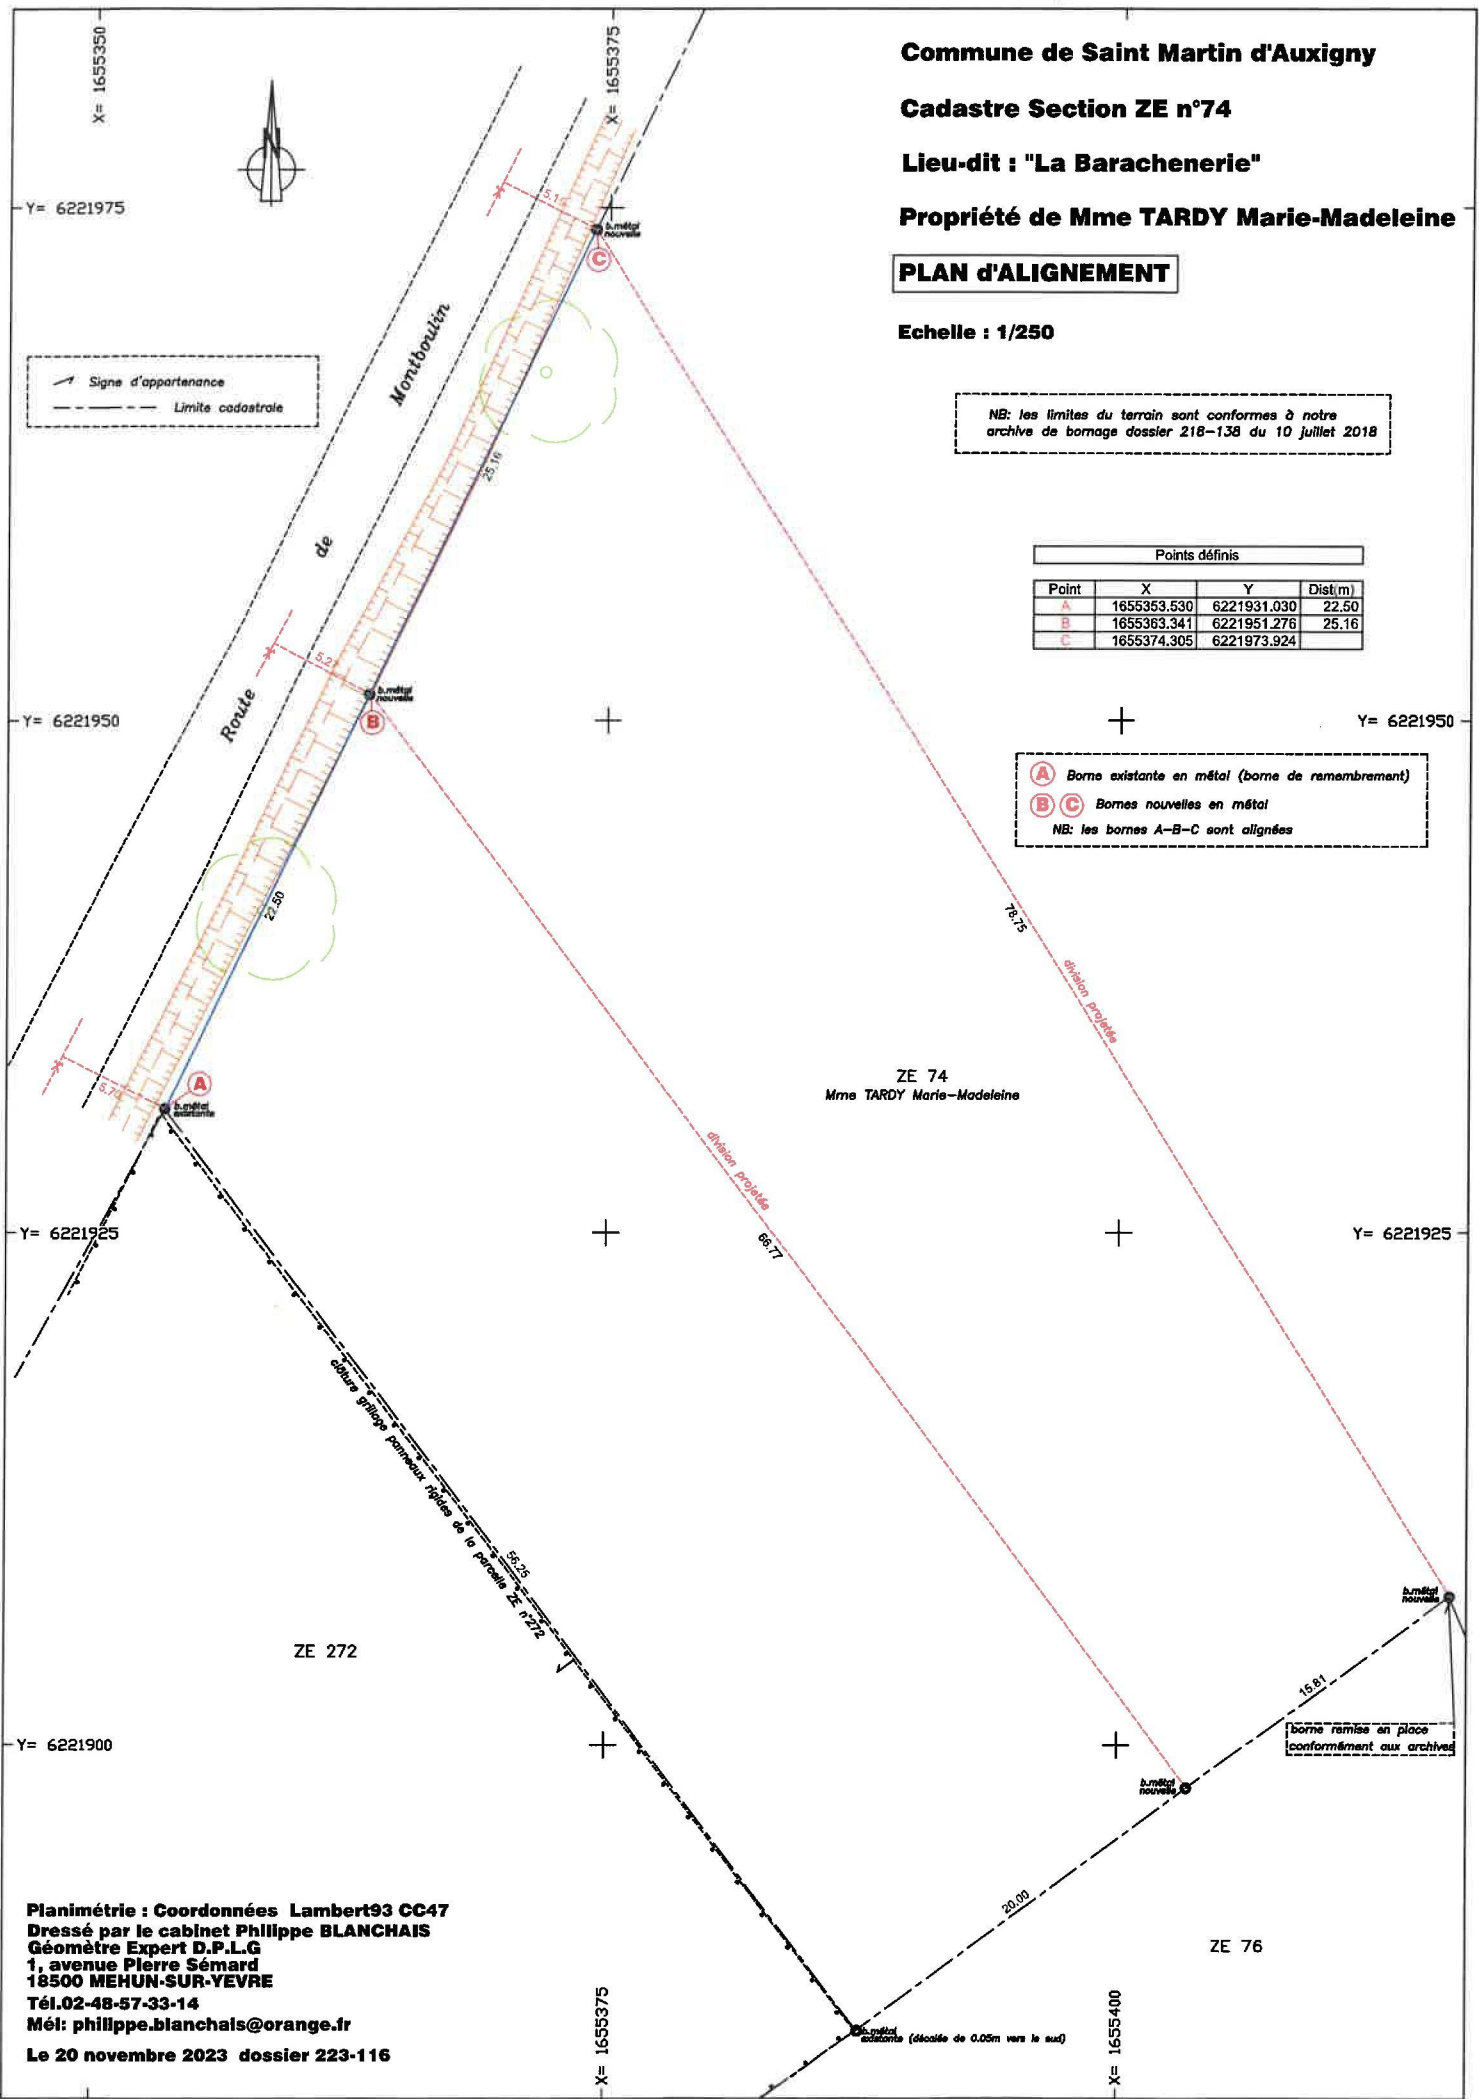 X= 1655350
X= 1655375
N
Commune de Saint Martin d'Auxigny
Cadastre Section ZE n°74
Lieu-dit : "La Barachenerie"
Propriété de Mme TARDY Marie-Madeleine
PLAN d'ALIGNEMENT
Echelle : 1/250
Y= 6221975
b.métal
nouvelle
C
Signe d'appartenance
Limite cadastrale
Route de Montboulin
NB: les limites du terrain sont conformes à notre
archive de bornage dossier 218-138 du 10 juillet 2018
25.16
Points définis
Point X Y Dist(m)
A 1655353.530 6221931.030 22.50
B 1655363.341 6221951.276 25.16
C 1655374.305 6221973.924
b.métal
nouvelle
B
Y= 6221950
Y= 6221950
A Borne existante en métal (borne de remembrement)
B C Bornes nouvelles en métal
NB: les bornes A-B-C sont alignées
22.50
78.75
division projetée
A
b.métal
existante
ZE 74
Mme TARDY Marie-Madeleine
division projetée
66.77
Y= 6221925
Y= 6221925
clôture grillage panneaux rigides de la parcelle ZE n°272
56.25
ZE 272
b.métal
nouvelle
15.81
borne remise en place
conformément aux archives
Y= 6221900
b.métal
nouvelle
20.00
ZE 76
b.métal
existante (décalée de 0.05m vers le sud)
X= 1655375
X= 1655400
Planimétrie : Coordonnées Lambert93 CC47
Dressé par le cabinet Philippe BLANCHAIS
Géomètre Expert D.P.L.G
1, avenue Pierre Sémard
18500 MEHUN-SUR-YEVRE
Tél.02-48-57-33-14
Mél: philippe.blanchais@orange.fr
Le 20 novembre 2023 dossier 223-116